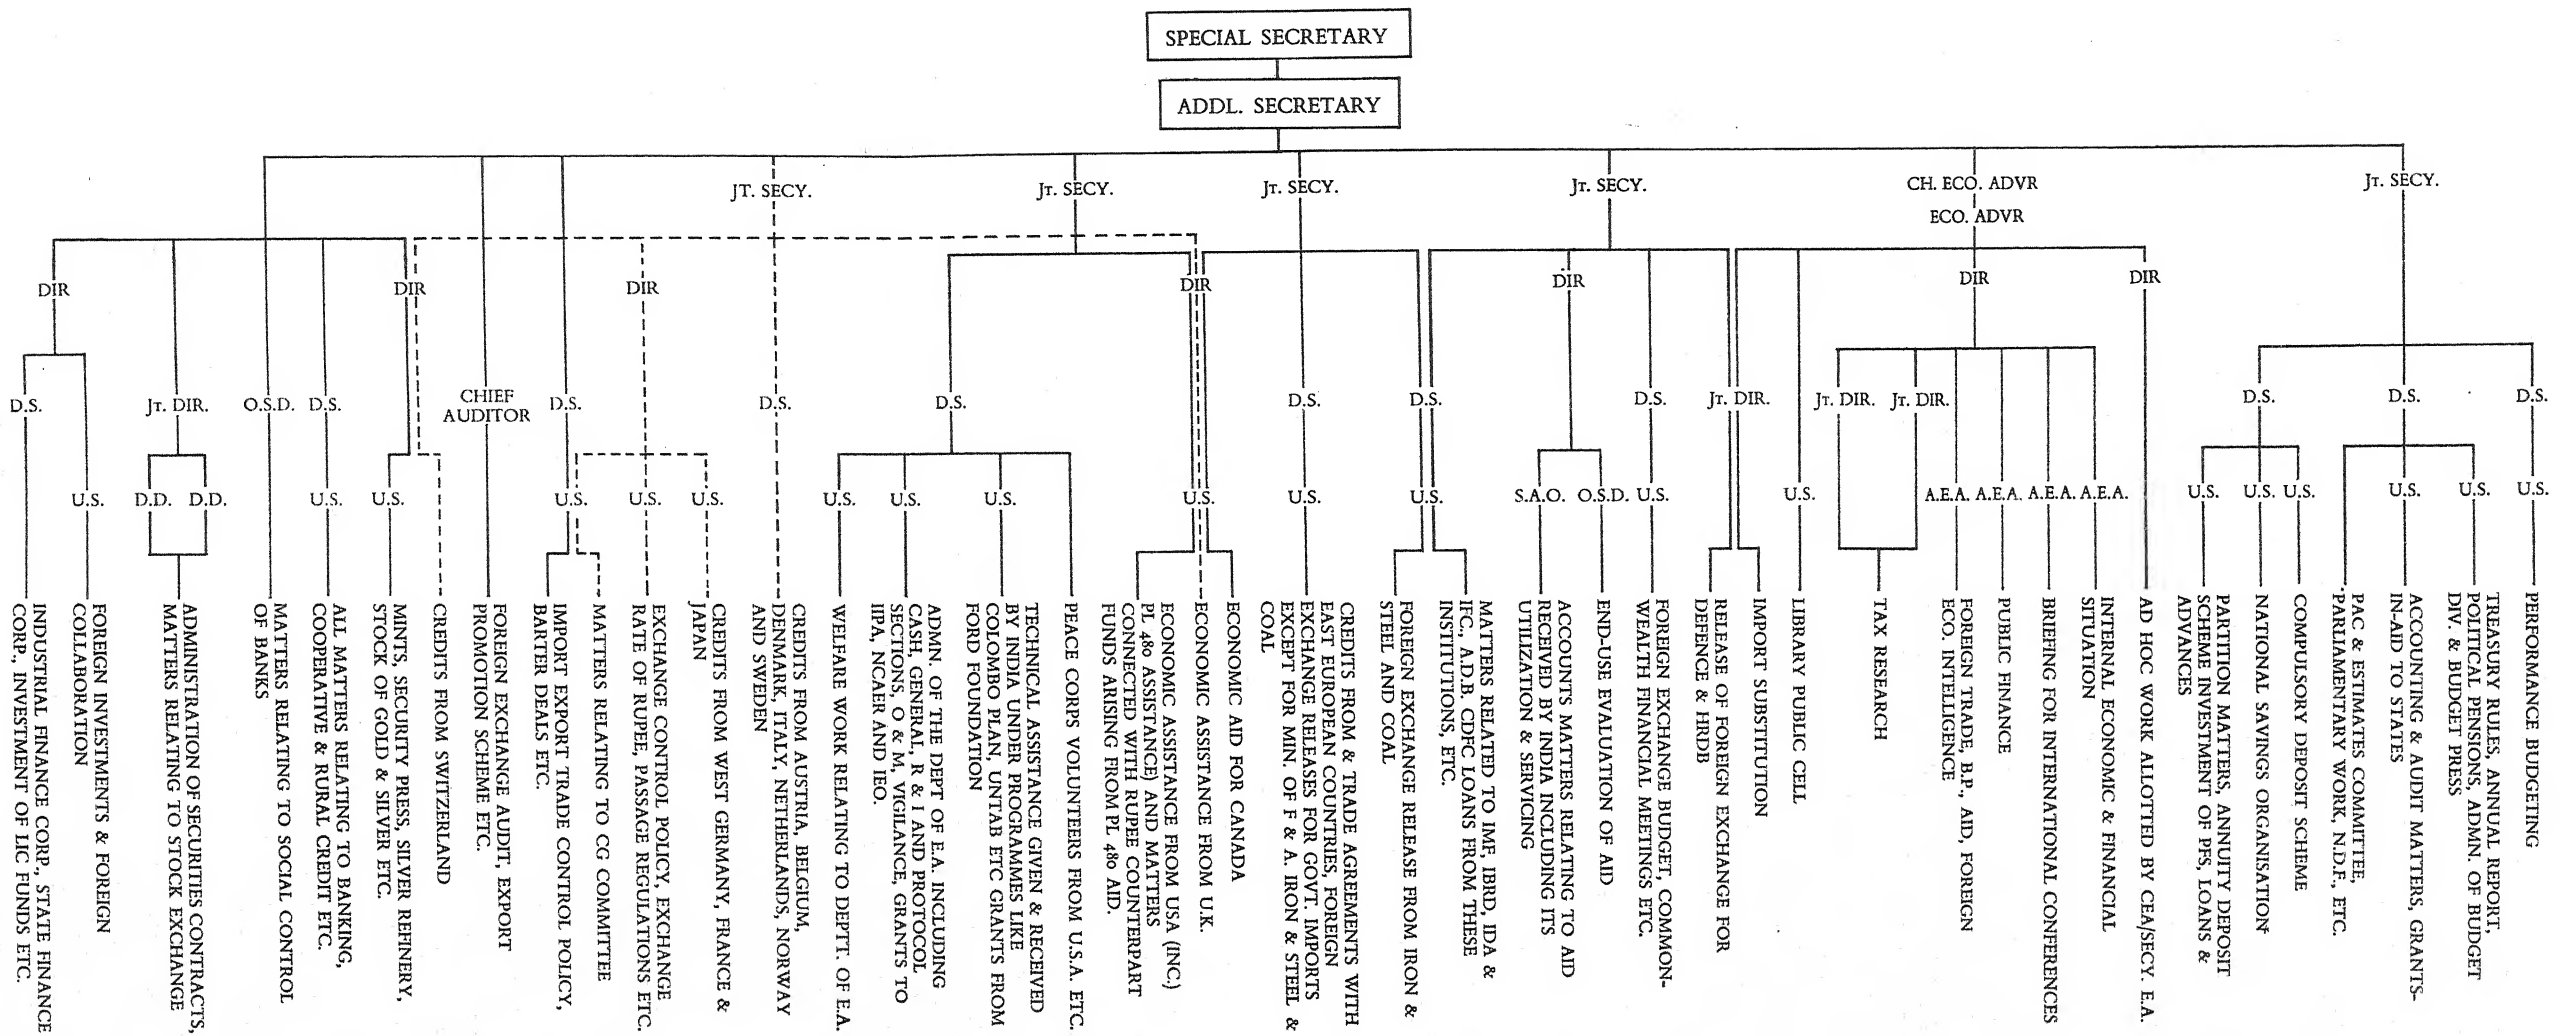 SPECIAL SECRETARY
ADDL. SECRETARY
JT. SECY.
JT. SECY.
JT. SECY.
JT. SECY.
CH. ECO. ADVR
ECO. ADVR
JT. SECY.
DIR
DIR
DIR
DIR
DIR
DIR
DIR
D.S.
JT. DIR.
O.S.D.
D.S.
CHIEF
AUDITOR
D.S.
D.S.
D.S.
D.S.
D.S.
D.S.
JT. DIR.
JT. DIR.
JT. DIR.
D.S.
D.S.
D.S.
U.S.
D.D.
D.D.
U.S.
U.S.
U.S.
U.S.
U.S.
U.S.
U.S.
U.S.
U.S.
U.S.
U.S.
S.A.O.
O.S.D.
U.S.
U.S.
A.E.A.
A.E.A.
A.E.A.
A.E.A.
U.S.
U.S.
U.S.
U.S.
U.S.
U.S.
INDUSTRIAL FINANCE CORP., STATE FINANCE
CORP., INVESTMENT OF LIC FUNDS ETC.
FOREIGN INVESTMENTS & FOREIGN
COLLABORATION
ADMINISTRATION OF SECURITIES CONTRACTS,
MATTERS RELATING TO STOCK EXCHANGE
MATTERS RELATING TO SOCIAL CONTROL
OF BANKS
ALL MATTERS RELATING TO BANKING,
COOPERATIVE & RURAL CREDIT ETC.
MINTS, SECURITY PRESS, SILVER REFINERY,
STOCK OF GOLD & SILVER ETC.
CREDITS FROM SWITZERLAND
FOREIGN EXCHANGE AUDIT, EXPORT
PROMOTION SCHEME ETC.
IMPORT EXPORT TRADE CONTROL POLICY,
BARTER DEALS ETC.
MATTERS RELATING TO CG COMMITTEE
EXCHANGE CONTROL POLICY, EXCHANGE
RATE OF RUPEE, PASSAGE REGULATIONS ETC.
CREDITS FROM WEST GERMANY, FRANCE &
JAPAN
CREDITS FROM AUSTRIA, BELGIUM,
DENMARK, ITALY, NETHERLANDS, NORWAY
AND SWEDEN
WELFARE WORK RELATING TO DEPTT. OF E.A.
ADMN. OF THE DEPT OF E.A. INCLUDING
CASH, GENERAL, R & I AND PROTOCOL
SECTIONS, O & M, VIGILANCE, GRANTS TO
IIPA, NCAER AND IEO.
TECHNICAL ASSISTANCE GIVEN & RECEIVED
BY INDIA UNDER PROGRAMMES LIKE
COLOMBO PLAN, UNTAB ETC GRANTS FROM
FORD FOUNDATION
PEACE CORPS VOLUNTEERS FROM U.S.A. ETC.
ECONOMIC ASSISTANCE FROM USA (INC.)
PL 480 ASSISTANCE) AND MATTERS
CONNECTED WITH RUPEE COUNTERPART
FUNDS ARISING FROM PL 480 AID.
ECONOMIC ASSISTANCE FROM U.K.
ECONOMIC AID FOR CANADA
CREDITS FROM & TRADE AGREEMENTS WITH
EAST EUROPEAN COUNTRIES, FOREIGN
EXCHANGE RELEASES FOR GOVT. IMPORTS
EXCEPT FOR MIN. OF F & A. IRON & STEEL &
COAL
FOREIGN EXCHANGE RELEASE FROM IRON &
STEEL AND COAL
MATTERS RELATED TO IMF, IBRD, IDA &
IFC., A.D.B. CDFC LOANS FROM THESE
INSTITUTIONS, ETC.
ACCOUNTS MATTERS RELATING TO AID
RECEIVED BY INDIA INCLUDING ITS
UTILIZATION & SERVICING
END-USE EVALUATION OF AID
FOREIGN EXCHANGE BUDGET, COMMON-
WEALTH FINANCIAL MEETINGS ETC.
RELEASE OF FOREIGN EXCHANGE FOR
DEFENCE & HRDB
IMPORT SUBSTITUTION
LIBRARY PUBLIC CELL
TAX RESEARCH
FOREIGN TRADE, B.P., AID, FOREIGN
ECO. INTELIGENCE
PUBLIC FINANCE
BRIEFING FOR INTERNATIONAL CONFERENCES
INTERNAL ECONOMIC & FINANCIAL
SITUATION
AD HOC WORK ALLOTTED BY CEA/SECY. E.A.
PARTITION MATTERS, ANNUITY DEPOSIT
SCHEME INVESTMENT OF PFS, LOANS &
ADVANCES
NATIONAL SAVINGS ORGANISATION
COMPULSORY DEPOSIT SCHEME
PAC & ESTIMATES COMMITTEE,
PARLIAMENTARY WORK, N.D.F., ETC.
ACCOUNTING & AUDIT MATTERS, GRANTS-
IN-AID TO STATES
TREASURY RULES, ANNUAL REPORT,
POLITICAL PENSIONS, ADMN. OF BUDGET
DIV. & BUDGET PRESS
PERFORMANCE BUDGETING